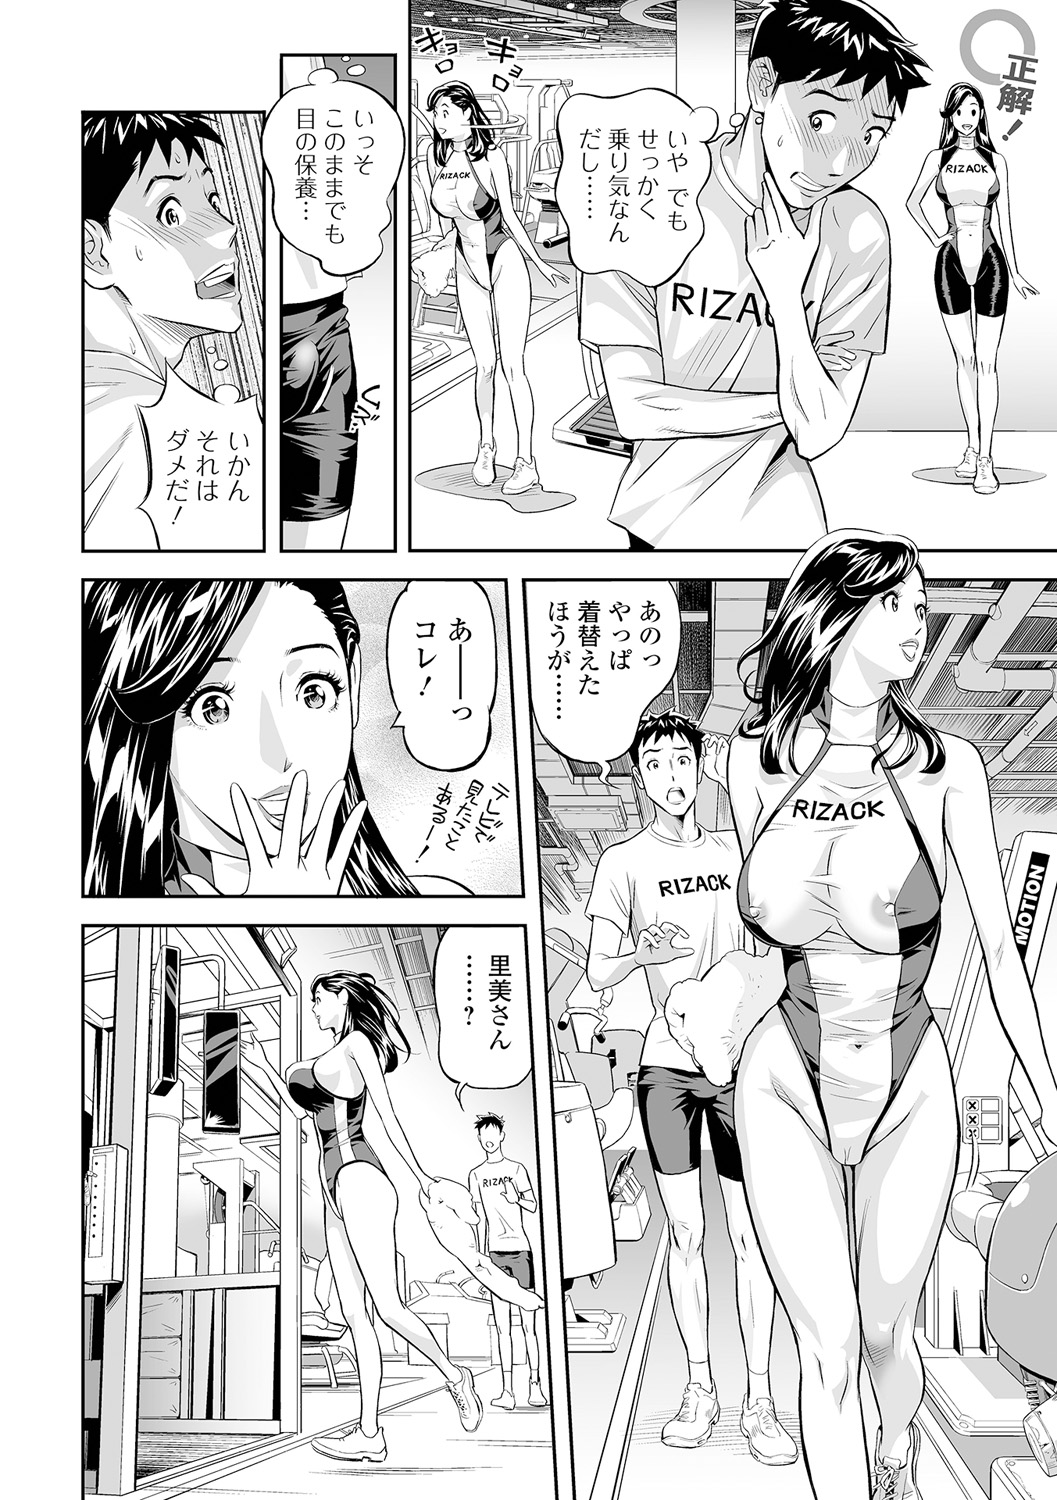 正解!
RIZACK
いや でも
せっかく
乗り気なん
だし……
RIZACK
キョロ
キョロ
RIZACK
いっそ
このままでも
目の保養…
いかん
それは
ダメだ!
あのっ
やっぱ
着替えた
ほうが……
RIZACK
RIZACK
MOTION
あーーっ
コレ!
テレビで
見たこと
あるー!
里美さん
……?
RIZACK